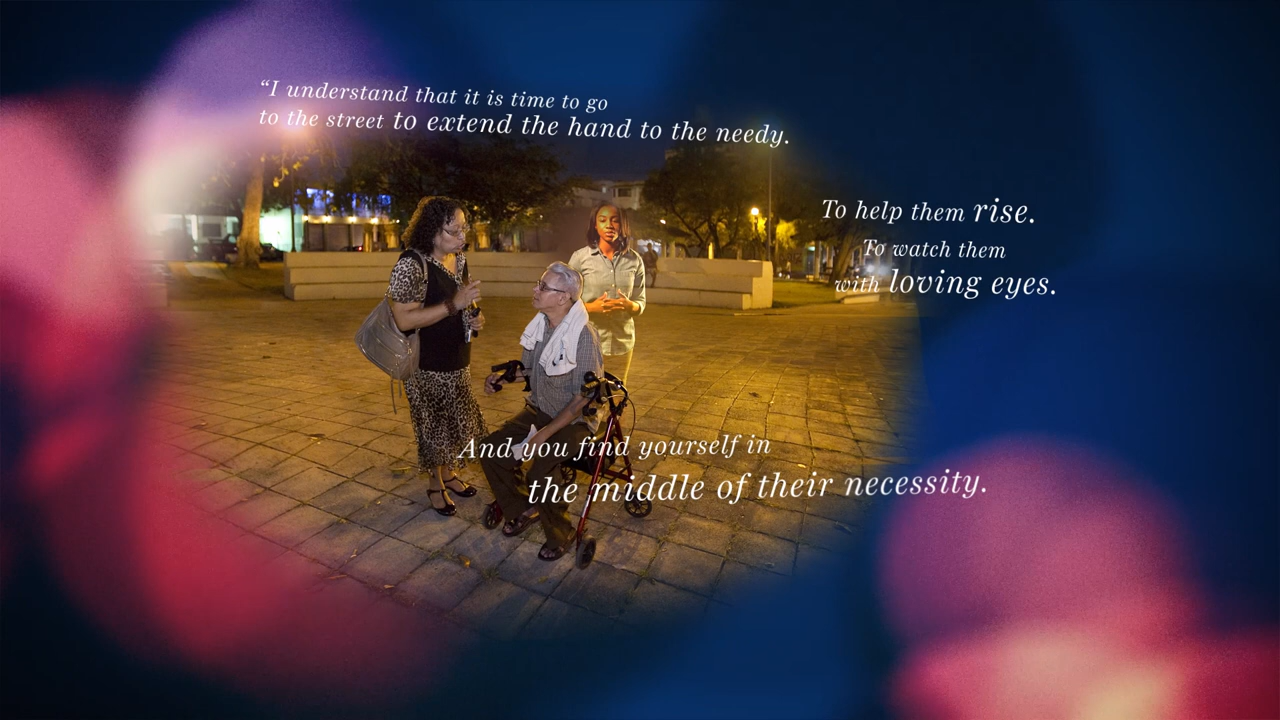 “I understand that it is time to go
to the street to extend the hand to the needy.
To help them rise.
To watch them
with loving eyes.
And you find yourself in
the middle of their necessity.